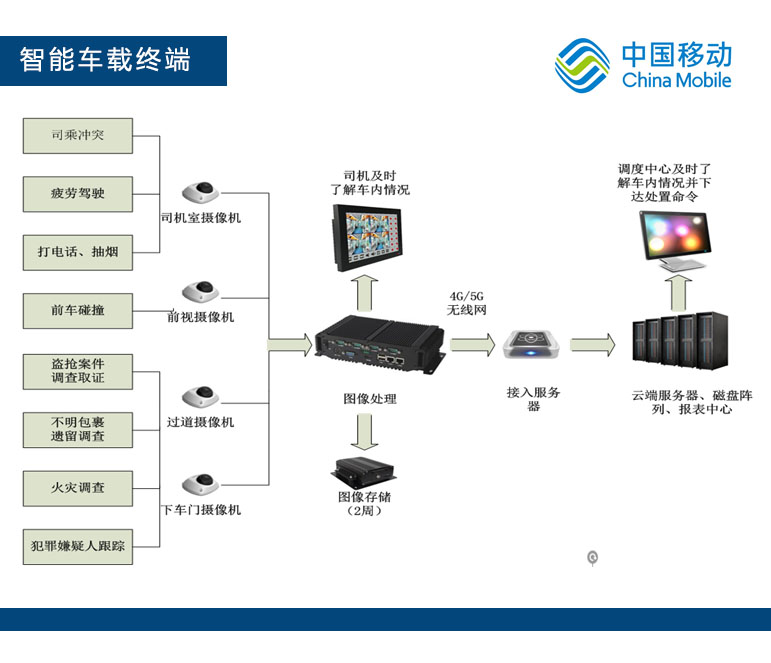 智能车载终端
中国移动
China Mobile
司乘冲突
疲劳驾驶
打电话、抽烟
前车碰撞
盗抢案件
调查取证
不明包裹
遗留调查
火灾调查
犯罪嫌疑人跟踪
司机室摄像机
前视摄像机
过道摄像机
下车门摄像机
司机及时
了解车内情况
图像处理
图像存储
（2周）
4G/5G
无线网
接入服务
器
调度中心及时了
解车内情况并下
达处置命令
云端服务器、磁盘阵
列、报表中心